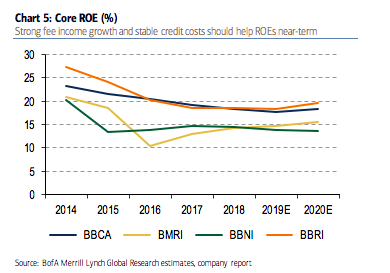 Chart 5: Core ROE (%)
Strong fee income growth and stable credit costs should help ROEs near-term
30
25
20
15
10
5
0
2014 2015 2016 2017 2018 2019E 2020E
BBCA BMRI BBNI BBRI
Source: BofA Merrill Lynch Global Research estimates, company report